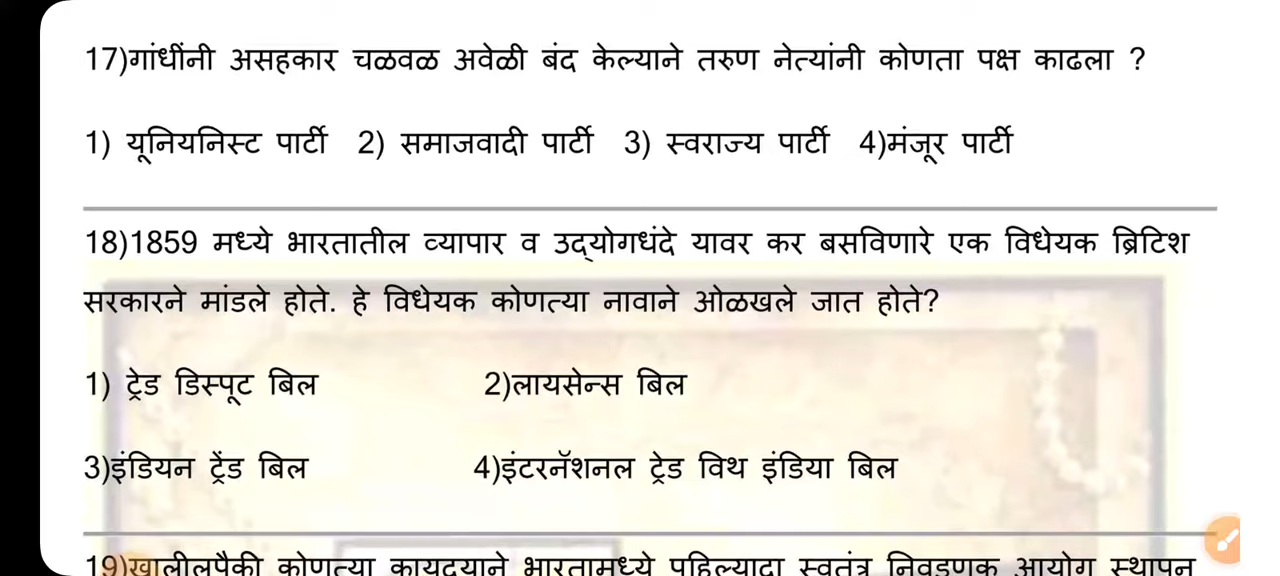 17)गांधींनी असहकार चळवळ अवेळी बंद केल्याने तरुण नेत्यांनी कोणता पक्ष काढला ?
1) यूनियनिस्ट पार्टी 2) समाजवादी पार्टी 3) स्वराज्य पार्टी 4)मंजूर पार्टी
18)1859 मध्ये भारतातील व्यापार व उद्‌योगधंदे यावर कर बसविणारे एक विधेयक ब्रिटिश
सरकारने मांडले होते. हे विधेयक कोणत्या नावाने ओळखले जात होते?
1) ट्रेड डिस्पूट बिल 2)लायसेन्स बिल
3)इंडियन ट्रेंड बिल 4)इंटरनॅशनल ट्रेड विथ इंडिया बिल
19)खालीलपैकी कोणत्या कायद्याने भारतामध्ये पहिल्यांदा स्वतंत्र निवडणूक आयोग स्थापन